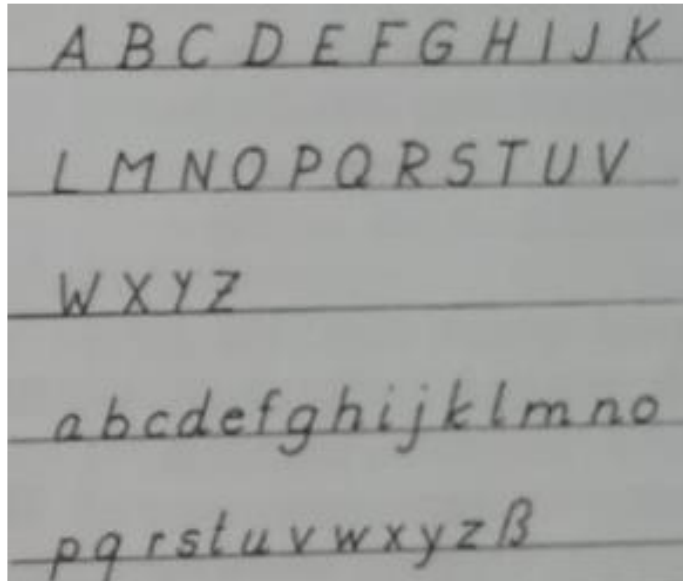 A B C D E F G H I J K
L M N O P Q R S T U V
W X Y Z
a b c d e f g h i j k l m n o
p q r s t u v w x y z ß